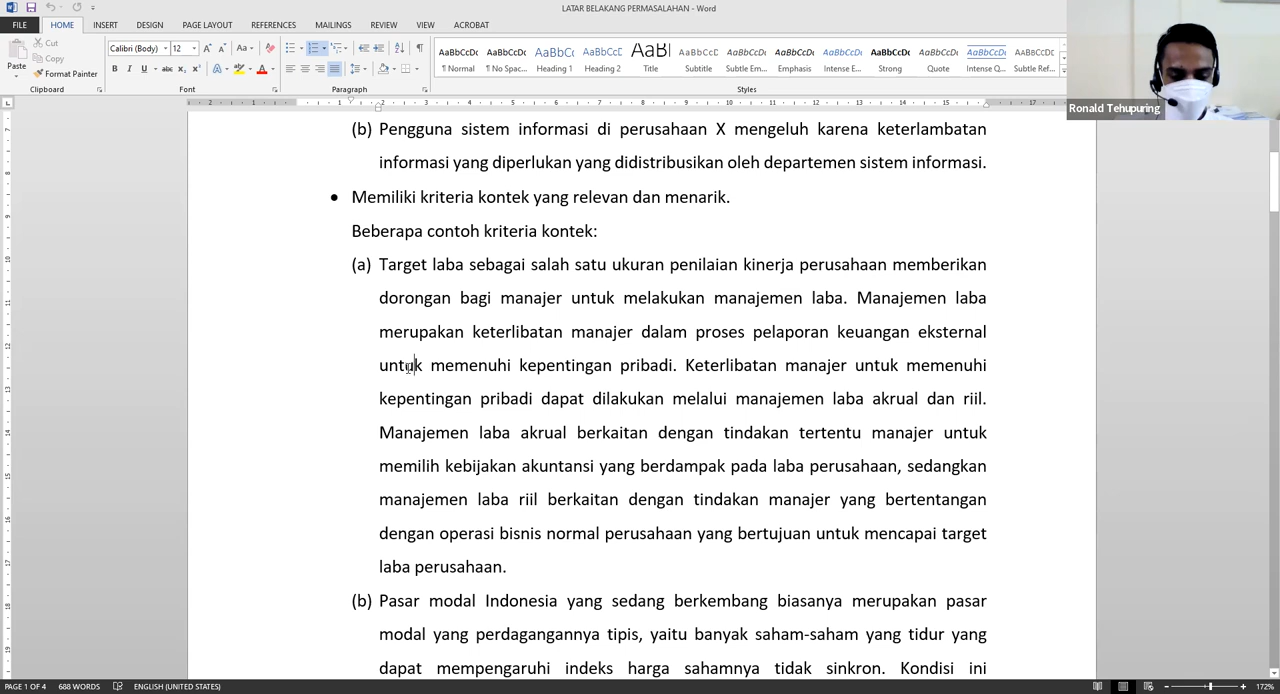 LATAR BELAKANG PERMASALAHAN - Word
FILE HOME INSERT DESIGN PAGE LAYOUT REFERENCES MAILINGS REVIEW VIEW ACROBAT
Paste
Cut
Copy
Format Painter
Clipboard
Calibri (Body) 12
Font
Paragraph
AaBbCcDc AaBbCcDc AaBbCc AaBbCcD AaBl AaBbCcD AaBbCcDc AaBbCcDc AaBbCcDc AaBbCcDc AaBbCcDc AaBbCcDc AaBbCcDc
¶ Normal ¶ No Spac... Heading 1 Heading 2 Title Subtitle Subtle Em... Emphasis Intense E... Strong Quote Intense Q... Subtle Ref...
Styles
Ronald Tehupuring
(b) Pengguna sistem informasi di perusahaan X mengeluh karena keterlambatan
informasi yang diperlukan yang didistribusikan oleh departemen sistem informasi.
• Memiliki kriteria kontek yang relevan dan menarik.
Beberapa contoh kriteria kontek:
(a) Target laba sebagai salah satu ukuran penilaian kinerja perusahaan memberikan
dorongan bagi manajer untuk melakukan manajemen laba. Manajemen laba
merupakan keterlibatan manajer dalam proses pelaporan keuangan eksternal
untuk memenuhi kepentingan pribadi. Keterlibatan manajer untuk memenuhi
kepentingan pribadi dapat dilakukan melalui manajemen laba akrual dan riil.
Manajemen laba akrual berkaitan dengan tindakan tertentu manajer untuk
memilih kebijakan akuntansi yang berdampak pada laba perusahaan, sedangkan
manajemen laba riil berkaitan dengan tindakan manajer yang bertentangan
dengan operasi bisnis normal perusahaan yang bertujuan untuk mencapai target
laba perusahaan.
(b) Pasar modal Indonesia yang sedang berkembang biasanya merupakan pasar
modal yang perdagangannya tipis, yaitu banyak saham-saham yang tidur yang
dapat mempengaruhi indeks harga sahamnya tidak sinkron. Kondisi ini
PAGE 1 OF 4 688 WORDS ENGLISH (UNITED STATES) 172%